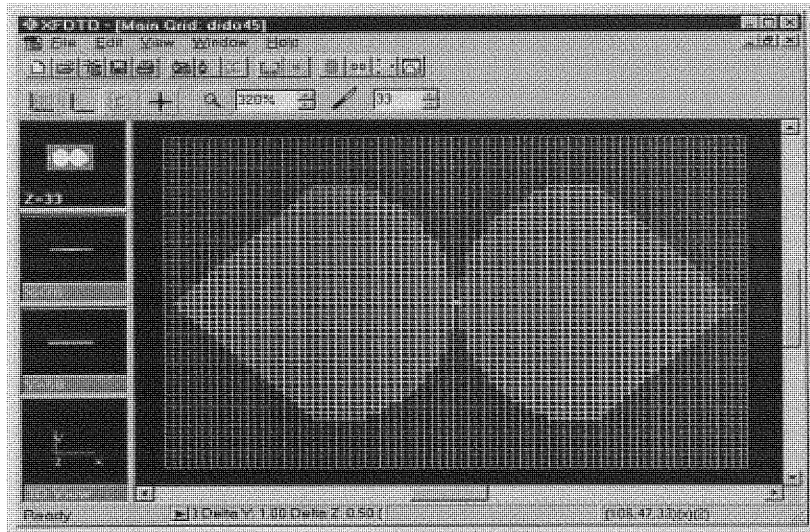 XFDTD - [Main Grid: dido45]
File Edit View Window Help
320% 33
Z=33
Ready
1 Delta Y: 1.00 Delta Z: 0.50 (